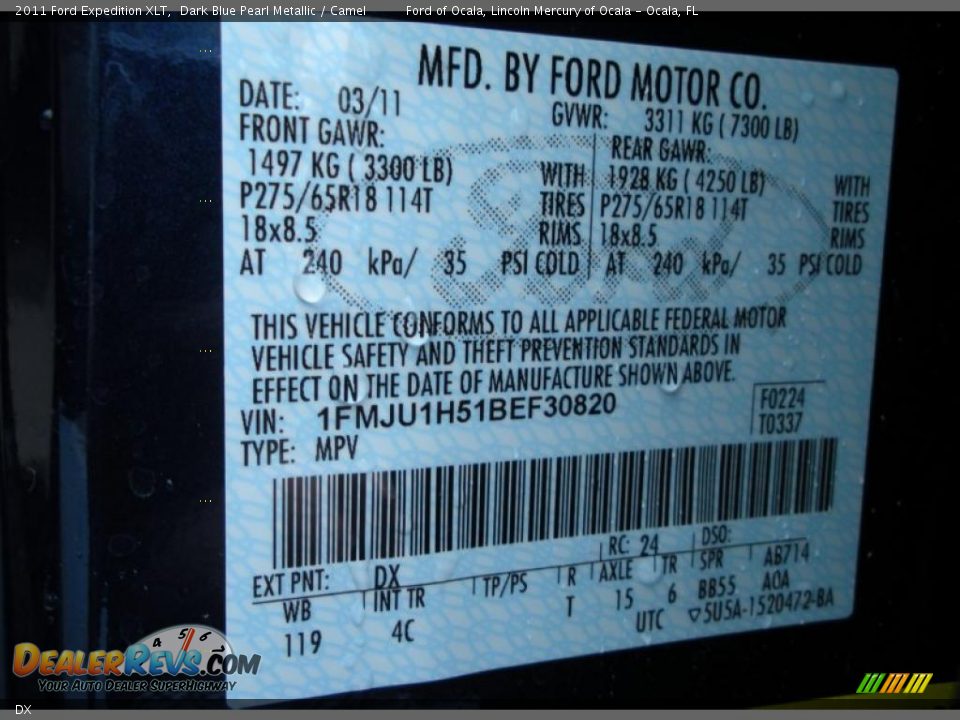 2011 Ford Expedition XLT, Dark Blue Pearl Metallic / Camel Ford of Ocala, Lincoln Mercury of Ocala - Ocala, FL
MFD. BY FORD MOTOR CO.
DATE: 03/11 GVWR: 3311 KG ( 7300 LB)
FRONT GAWR: REAR GAWR:
1497 KG ( 3300 LB) WITH 1928 KG ( 4250 LB) WITH
P275/65R18 114T TIRES P275/65R18 114T TIRES
18x8.5 RIMS 18x8.5 RIMS
AT 240 kPa/ 35 PSI COLD AT 240 kPa/ 35 PSI COLD
Ford
THIS VEHICLE CONFORMS TO ALL APPLICABLE FEDERAL MOTOR
VEHICLE SAFETY AND THEFT PREVENTION STANDARDS IN
EFFECT ON THE DATE OF MANUFACTURE SHOWN ABOVE.
VIN: 1FMJU1H51BEF30820 F0224
TYPE: MPV T0337
RC: 24 DSO:
EXT PNT: DX AB714
WB INT TR TP/PS R AXLE TR SPR AOA
119 4C T 15 6 BB55
UTC ▽5U5A-1520472-BA
4 5 6
DEALERREVS.COM
YOUR AUTO DEALER SUPERHIGHWAY
DX